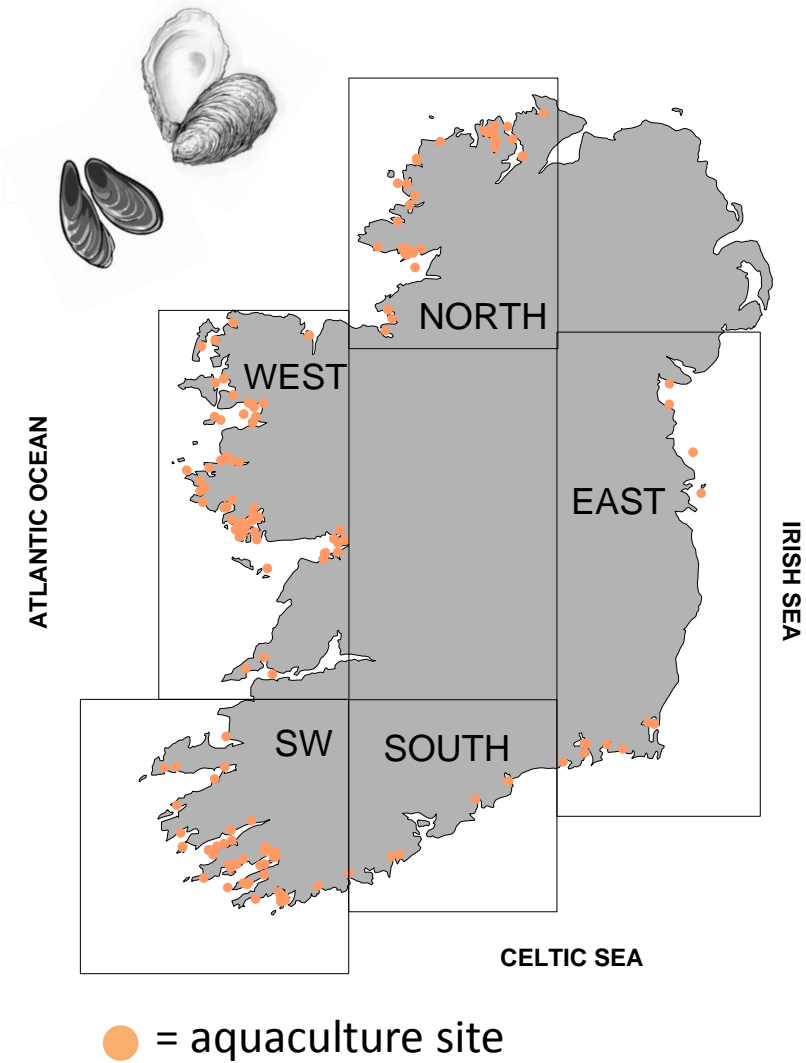 NORTH
WEST
ATLANTIC OCEAN
EAST
IRISH SEA
SW
SOUTH
CELTIC SEA
= aquaculture site